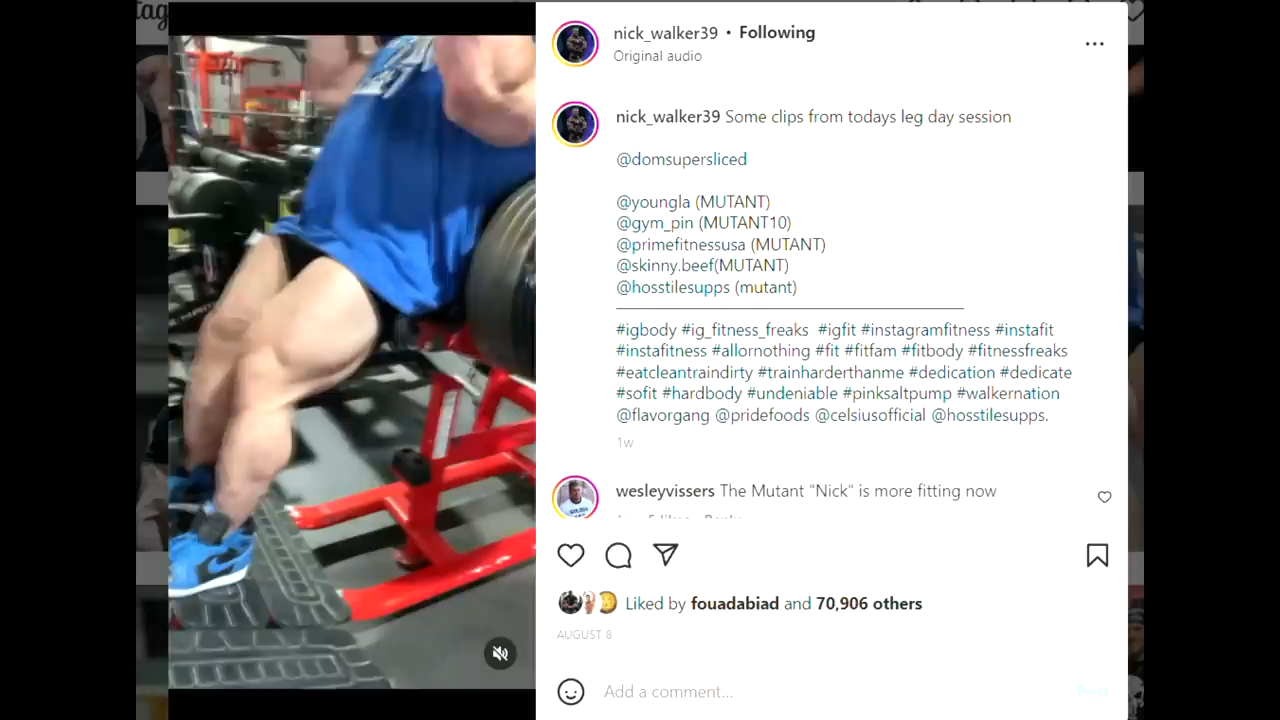 tag
nick_walker39 • Following
Original audio
nick_walker39 Some clips from todays leg day session
@domsupersliced
@youngla (MUTANT)
@gym_pin (MUTANT10)
@primefitnessusa (MUTANT)
@skinny.beef(MUTANT)
@hosstilesupps (mutant)
#igbody #ig_fitness_freaks #igfit #instagramfitness #instafit
#instafitness #allornothing #fit #fitfam #fitbody #fitnessfreaks
#eatcleantraindirty #trainharderthanme #dedication #dedicate
#sofit #hardbody #undeniable #pinksaltpump #walkernation
@flavorgang @pridefoods @celsiusofficial @hosstilesupps.
1w
wesleyvissers The Mutant "Nick" is more fitting now
Liked by fouadabiad and 70,906 others
AUGUST 8
Add a comment...
Post